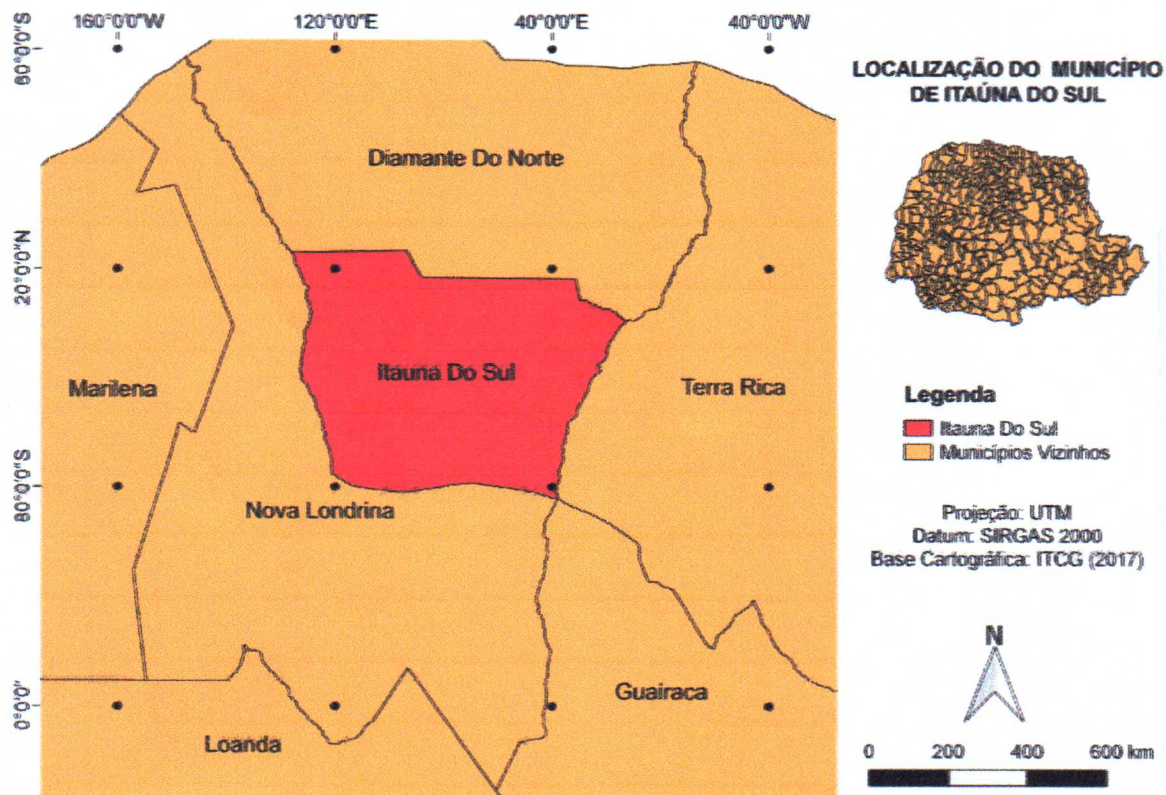 160°0'0"W
120°0'0"E
40°0'0"E
40°0'0"W
60°0'0"S
20°0'0"N
80°0'0"S
0°0'0"
Diamante Do Norte
Itauna Do Sul
Marilena
Terra Rica
Nova Londrina
Guairaca
Loanda
LOCALIZAÇÃO DO MUNICÍPIO
DE ITAÚNA DO SUL
Legenda
Itauna Do Sul
Municípios Vizinhos
Projeção: UTM
Datum: SIRGAS 2000
Base Cartográfica: ITCG (2017)
N
0 200 400 600 km